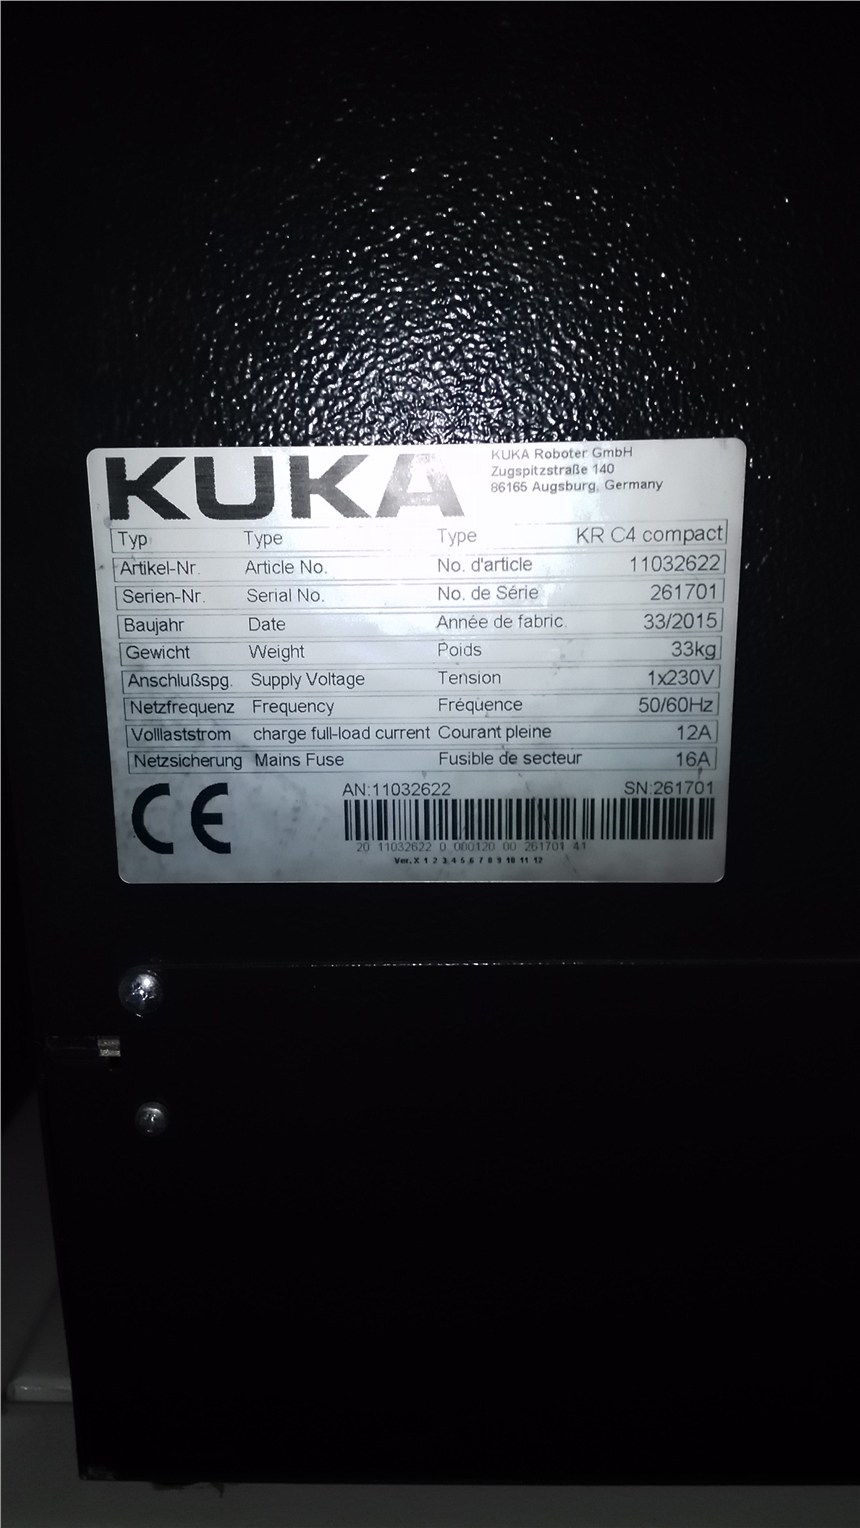 KUKA
KUKA Roboter GmbH
Zugspitzstraße 140
86165 Augsburg, Germany
Typ Type Type KR C4 compact
Artikel-Nr. Article No. No. d'article 11032622
Serien-Nr. Serial No. No. de Série 261701
Baujahr Date Année de fabric. 33/2015
Gewicht Weight Poids 33kg
Anschlußspg. Supply Voltage Tension 1x230V
Netzfrequenz Frequency Fréquence 50/60Hz
Volllaststrom charge full-load current Courant pleine 12A
Netzsicherung Mains Fuse Fusible de secteur 16A
CE
AN:11032622 SN:261701
20 11032622 0 000120 00 261701 41
Ver. X 1 2 3 4 5 6 7 8 9 10 11 12